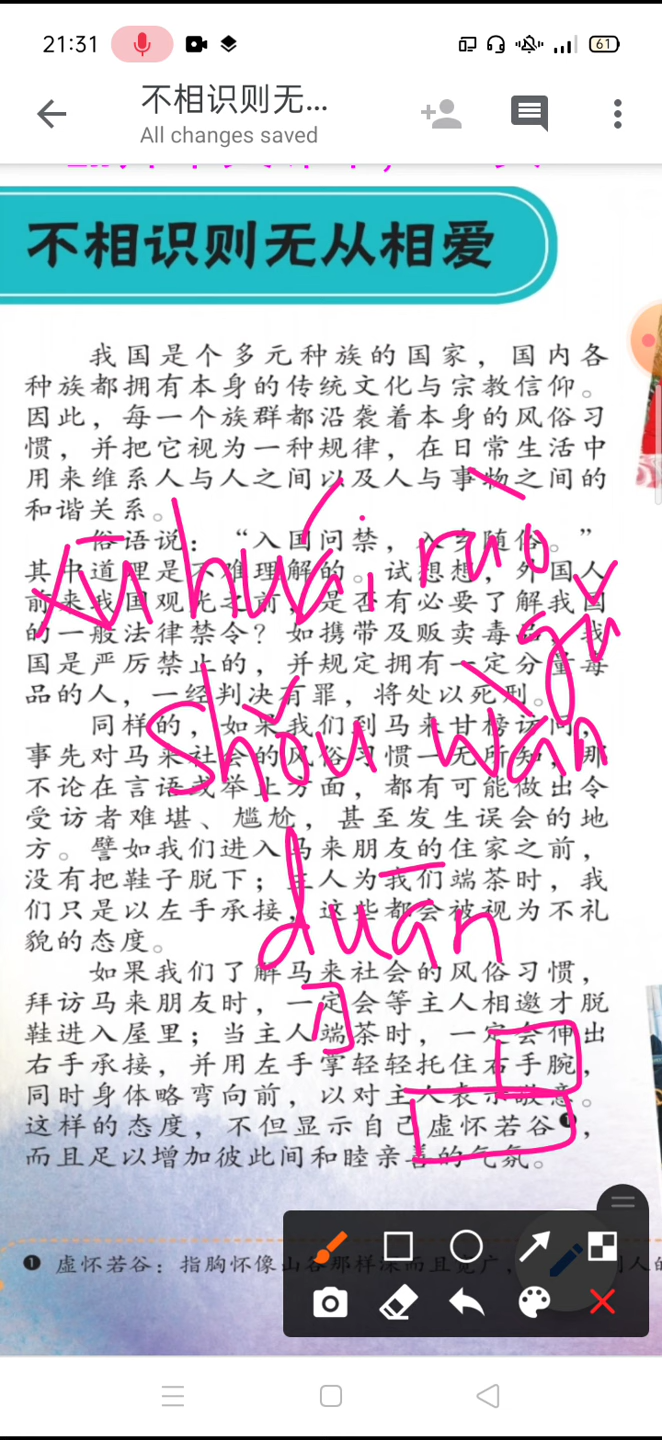 21:31
61
不相识则无...
All changes saved
不相识则无从相爱
我国是个多元种族的国家，国内各
种族都拥有本身的传统文化与宗教信仰。
因此，每一个族群都沿袭着本身的风俗习
惯，并把它视为一种规律，在日常生活中
用来维系人与人之间以及人与事物之间的
和谐关系。
俗语说：“入国问禁，入乡随俗。”
其中道理是不难理解的。试想想，外国人
前来我国观光之前，是否有必要了解我国
的一般法律禁令？如携带及贩卖毒品，我
国是严厉禁止的，并规定拥有一定分量毒
品的人，一经判决有罪，将处以死刑。
同样的，如果我们到马来甘榜访问，
事先对马来社会的风俗习惯一无所知，那
不论在言语或举止方面，都有可能做出令
受访者难堪、尴尬，甚至发生误会的地
方。譬如我们进入马来朋友的住家之前，
没有把鞋子脱下；主人为我们端茶时，我
们只是以左手承接，这些都会被视为不礼
貌的态度。
如果我们了解马来社会的风俗习惯，
拜访马来朋友时，一定会等主人相邀才脱
鞋进入屋里；当主人端茶时，一定会伸出
右手承接，并用左手掌轻轻托住右手腕，
同时身体略弯向前，以对主人表示敬意。
这样的态度，不但显示自己虚怀若谷❶，
而且足以增加彼此间和睦亲善的气氛。
xū huái ruò
gǔ
shǒu wàn
duān
❶ 虚怀若谷：指胸怀像山谷那样深而且宽广，